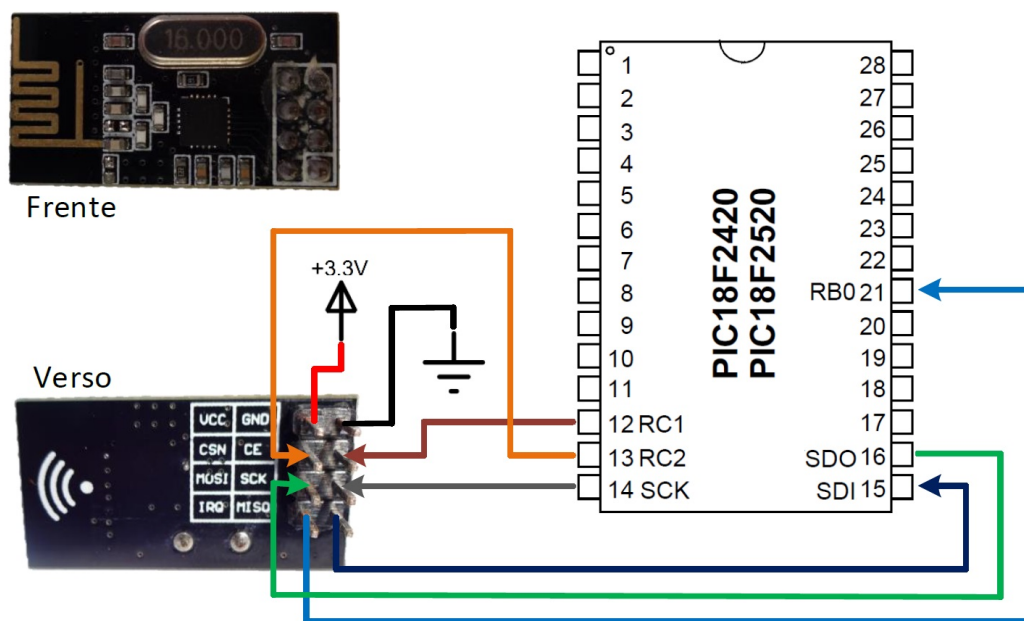 16.000
Frente
+3.3V
Verso
VCC GND
CSN CE
MOSI SCK
IRQ MISO
PIC18F2420
PIC18F2520
1 28
2 27
3 26
4 25
5 24
6 23
7 22
8 RB0 21
9 20
10 19
11 18
12 RC1 17
13 RC2 SDO 16
14 SCK SDI 15